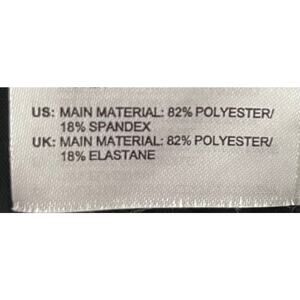 US: MAIN MATERIAL: 82% POLYESTER/
18% SPANDEX
UK: MAIN MATERIAL: 82% POLYESTER/
18% ELASTANE